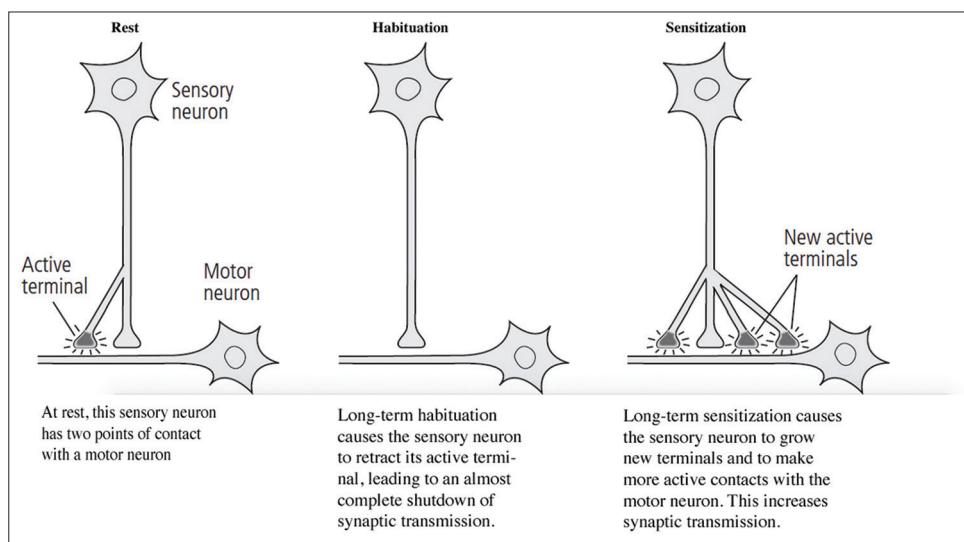 Rest
Habituation
Sensitization
Sensory
neuron
Active
terminal
Motor
neuron
New active
terminals
At rest, this sensory neuron
has two points of contact
with a motor neuron
Long-term habituation
causes the sensory neuron
to retract its active termi-
nal, leading to an almost
complete shutdown of
synaptic transmission.
Long-term sensitization causes
the sensory neuron to grow
new terminals and to make
more active contacts with the
motor neuron. This increases
synaptic transmission.